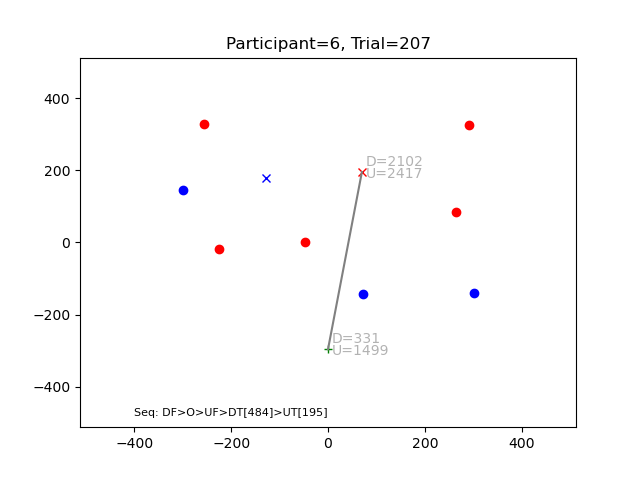 Participant=6, Trial=207
400
200
0
−200
−400
D=2102
U=2417
D=331
U=1499
Seq: DF>O>UF>DT[484]>UT[195]
−400
−200
0
200
400